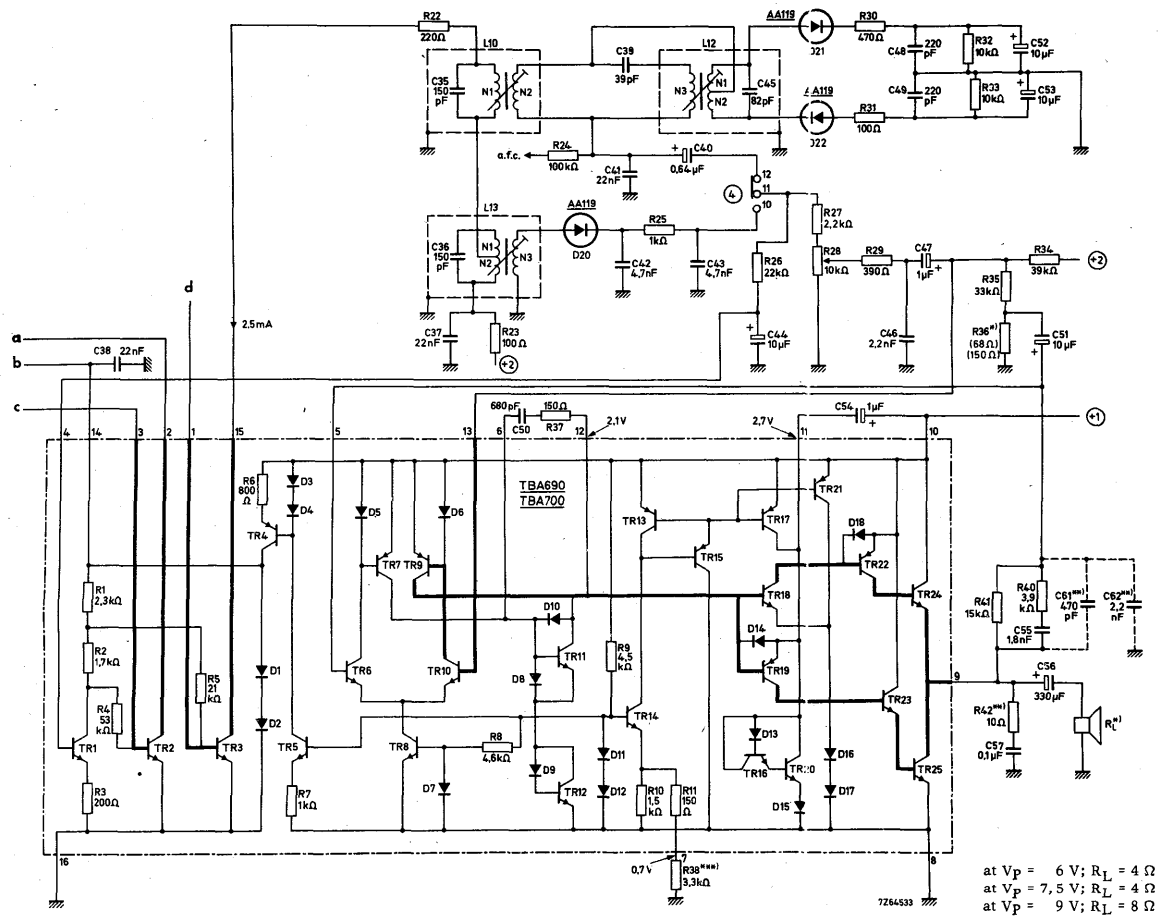 R22
220Ω
L10
C35
150
pF
N1
N2
C39
39pF
L12
N3
N1
N2
C45
82pF
AA119
D21
R30
470Ω
C48
220
pF
R32
10kΩ
+
C52
10µF
C49
220
pF
R33
10kΩ
+
C53
10µF
AA119
D22
R31
100Ω
a.f.c.
R24
100kΩ
C41
22nF
+
C40
0,64µF
12
11
10
4
L13
C36
150
pF
N1
N2
N3
AA119
D20
R25
1kΩ
C42
4,7nF
C43
4,7nF
R26
22kΩ
R27
2,2kΩ
R28
10kΩ
R29
390Ω
C47
1µF
+
C46
2,2nF
R34
39kΩ
+2
R35
33kΩ
R36*)
(68Ω)
(150Ω)
C51
10µF
+
+
C44
10µF
C37
22nF
R23
100Ω
+2
d
2,5mA
a
b
C38
22nF
c
4
14
3
2
1
15
5
680pF
C50
6
150Ω
R37
12
2,1V
13
2,7V
11
C54
1µF
+
10
+1
TBA690
TBA700
R6
800
Ω
D3
D4
TR4
D5
D6
TR7
TR9
TR13
TR15
TR17
TR21
D18
TR22
TR24
R1
2,3kΩ
R2
1,7kΩ
R4
53
kΩ
R5
21
kΩ
D1
D2
TR1
TR2
TR3
R3
200Ω
TR5
R7
1kΩ
TR6
TR10
TR8
D7
R8
4,6kΩ
D10
TR11
D8
D9
TR12
R9
4,5
kΩ
TR14
D11
D12
R10
1,5
kΩ
R11
150
Ω
TR18
D14
TR19
D13
TR16
TR20
D15
D16
D17
TR23
TR25
R41
15kΩ
R40
3,9
kΩ
C55
1,8nF
C61**)
470
pF
C62**)
2,2
nF
9
+
C56
330µF
R42**)
10Ω
C57
0,1µF
RL*)
16
0,7V
7
R38***)
3,3kΩ
8
7Z64533
at VP = 6 V; RL = 4 Ω
at VP = 7,5 V; RL = 4 Ω
at VP = 9 V; RL = 8 Ω